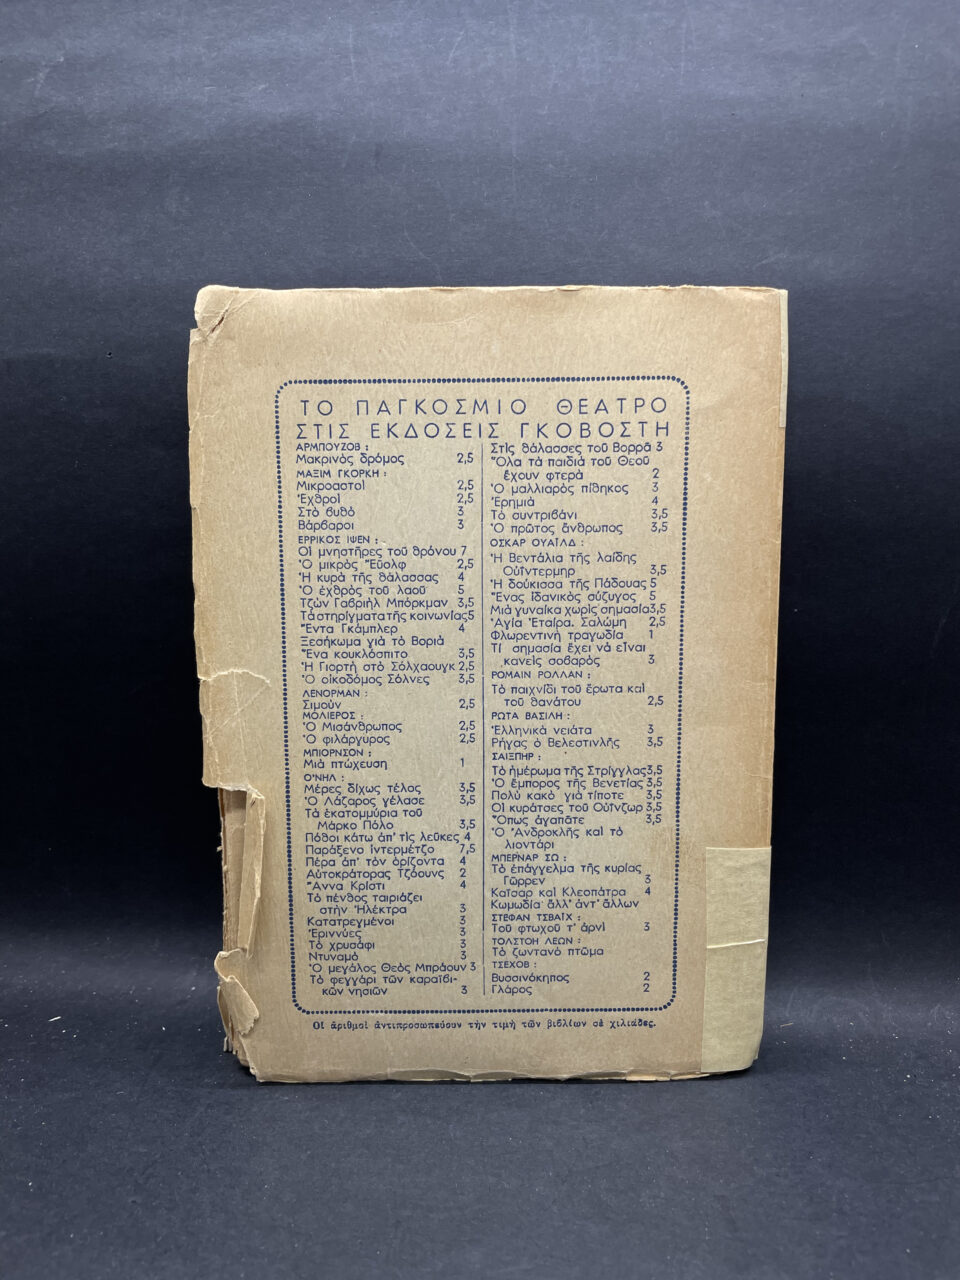 ΤΟ ΠΑΓΚΟΣΜΙΟ ΘΕΑΤΡΟ
ΣΤΙΣ ΕΚΔΟΣΕΙΣ ΓΚΟΒΟΣΤΗ
ΑΡΜΠΟΥΖΟΒ :
Μακρινὸς δρόμος 2,5
ΜΑΞΙΜ ΓΚΟΡΚΗ :
Μικροαστοὶ 2,5
Ἐχθροὶ 2,5
Στὸ βυθὸ 3
Βάρβαροι 3
ΕΡΡΙΚΟΣ ΙΨΕΝ :
Οἱ μνηστῆρες τοῦ θρόνου 7
Ὁ μικρὸς Ἔϋολφ 2,5
Ἡ κυρὰ τῆς θάλασσας 4
Ὁ ἐχθρὸς τοῦ λαοῦ 5
Τζὼν Γαβριὴλ Μπόρκμαν 3,5
Τὰ στηρίγματα τῆς κοινωνίας 5
Ἔντα Γκάμπλερ 4
Ξεσήκωμα γιὰ τὸ Βοριὰ
Ἕνα κουκλόσπιτο 3,5
Ἡ Γιορτὴ στὸ Σόλχαουγκ 2,5
Ὁ οἰκοδόμος Σόλνες 3,5
ΛΕΝΟΡΜΑΝ :
Σιμοὺν 2,5
ΜΟΛΙΕΡΟΣ :
Ὁ Μισάνθρωπος 2,5
Ὁ φιλάργυρος 2,5
ΜΠΙΟΡΝΣΟΝ :
Μιὰ πτώχευση 1
Ο'ΝΗΛ :
Μέρες δίχως τέλος 3,5
Ὁ Λάζαρος γέλασε 3,5
Τὰ ἑκατομμύρια τοῦ
Μάρκο Πόλο 3,5
Πόθοι κάτω ἀπ' τὶς λεῦκες 4
Παράξενο ἰντερμέτζο 7,5
Πέρα ἀπ' τὸν ὁρίζοντα 4
Αὐτοκράτορας Τζόουνς 2
Ἄννα Κρίστι 4
Τὸ πένθος ταιριάζει
στὴν Ἠλέκτρα 3
Κατατρεγμένοι 3
Ἐριννύες 3
Τὸ χρυσάφι 3
Ντυναμὸ 3
Ὁ μεγάλος Θεὸς Μπράουν 3
Τὸ φεγγάρι τῶν καραϊβι-
κῶν νησιῶν 3
Στὶς θάλασσες τοῦ Βορρᾶ 3
Ὅλα τὰ παιδιὰ τοῦ Θεοῦ
ἔχουν φτερὰ 2
Ὁ μαλλιαρὸς πίθηκος 3
Ἐρημιὰ 4
Τὸ συντριβάνι 3,5
Ὁ πρῶτος ἄνθρωπος 3,5
ΟΣΚΑΡ ΟΥΑΪΛΔ :
Ἡ Βεντάλια τῆς λαίδης
Οὐΐντερμηρ 3,5
Ἡ δούκισσα τῆς Πάδουας 5
Ἕνας ἰδανικὸς σύζυγος 5
Μιὰ γυναίκα χωρὶς σημασία 3,5
Ἁγία Ἑταίρα. Σαλώμη 2,5
Φλωρεντινὴ τραγωδία 1
Τί σημασία ἔχει νὰ εἶναι
κανεὶς σοβαρὸς 3
ΡΟΜΑΙΝ ΡΟΛΛΑΝ :
Τὸ παιχνίδι τοῦ ἔρωτα καὶ
τοῦ θανάτου 2,5
ΡΩΤΑ ΒΑΣΙΛΗ :
Ἑλληνικὰ νειάτα 3
Ρήγας ὁ Βελεστινλῆς 3,5
ΣΑΙΞΠΗΡ :
Τὸ ἡμέρωμα τῆς Στρίγγλας 3,5
Ὁ ἔμπορος τῆς Βενετίας 3,5
Πολὺ κακὸ γιὰ τίποτε 3,5
Οἱ κυράτσες τοῦ Οὐΐνζωρ 3,5
Ὅπως ἀγαπᾶτε 3,5
Ὁ Ἀνδροκλῆς καὶ τὸ
λιοντάρι
ΜΠΕΡΝΑΡ ΣΩ :
Τὸ ἐπάγγελμα τῆς κυρίας
Γῶρρεν 3
Καῖσαρ καὶ Κλεοπάτρα 4
Κωμωδία· ἄλλ' ἀντ' ἄλλων
ΣΤΕΦΑΝ ΤΣΒΑΪΧ :
Τοῦ φτωχοῦ τ' ἀρνὶ 3
ΤΟΛΣΤΟΗ ΛΕΩΝ :
Τὸ ζωντανὸ πτῶμα
ΤΣΕΧΟΒ :
Βυσσινόκηπος 2
Γλάρος 2
Οἱ ἀριθμοὶ ἀντιπροσωπεύουν τὴν τιμὴ τῶν βιβλίων σὲ χιλιάδες.